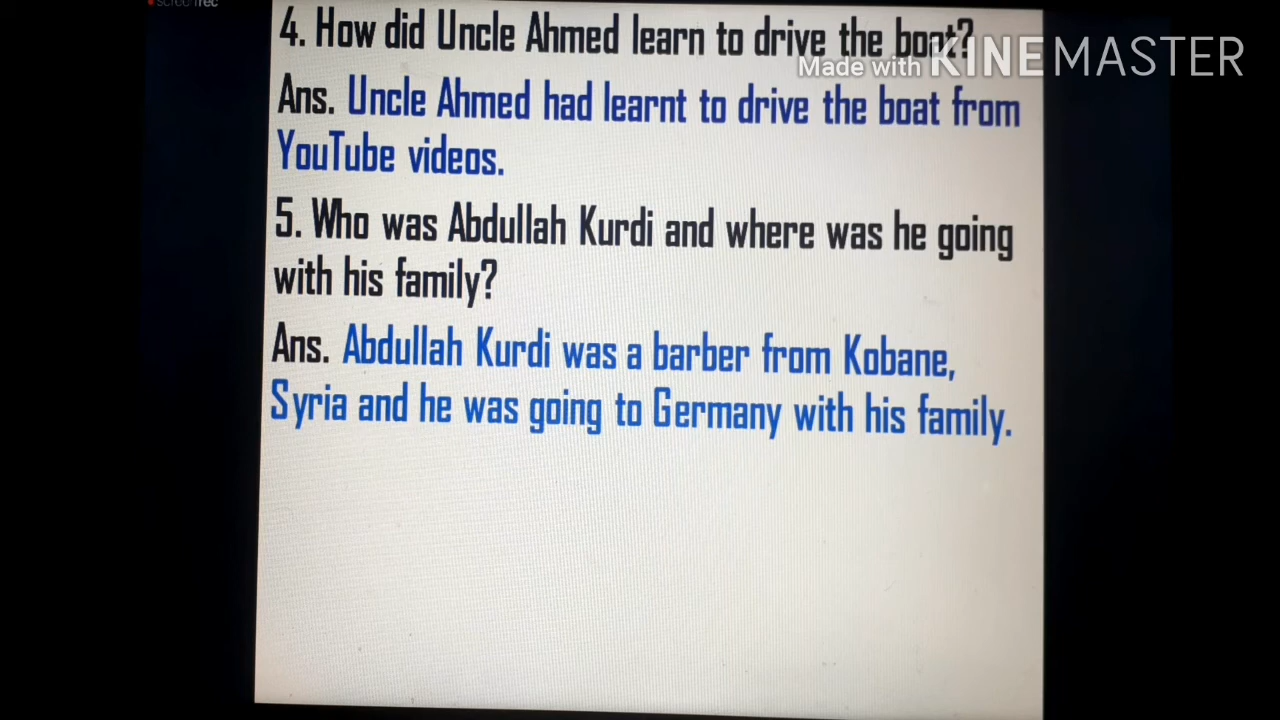 screenrec
4. How did Uncle Ahmed learn to drive the boat?
Made with KINEMASTER
Ans. Uncle Ahmed had learnt to drive the boat from
YouTube videos.
5. Who was Abdullah Kurdi and where was he going
with his family?
Ans. Abdullah Kurdi was a barber from Kobane,
Syria and he was going to Germany with his family.